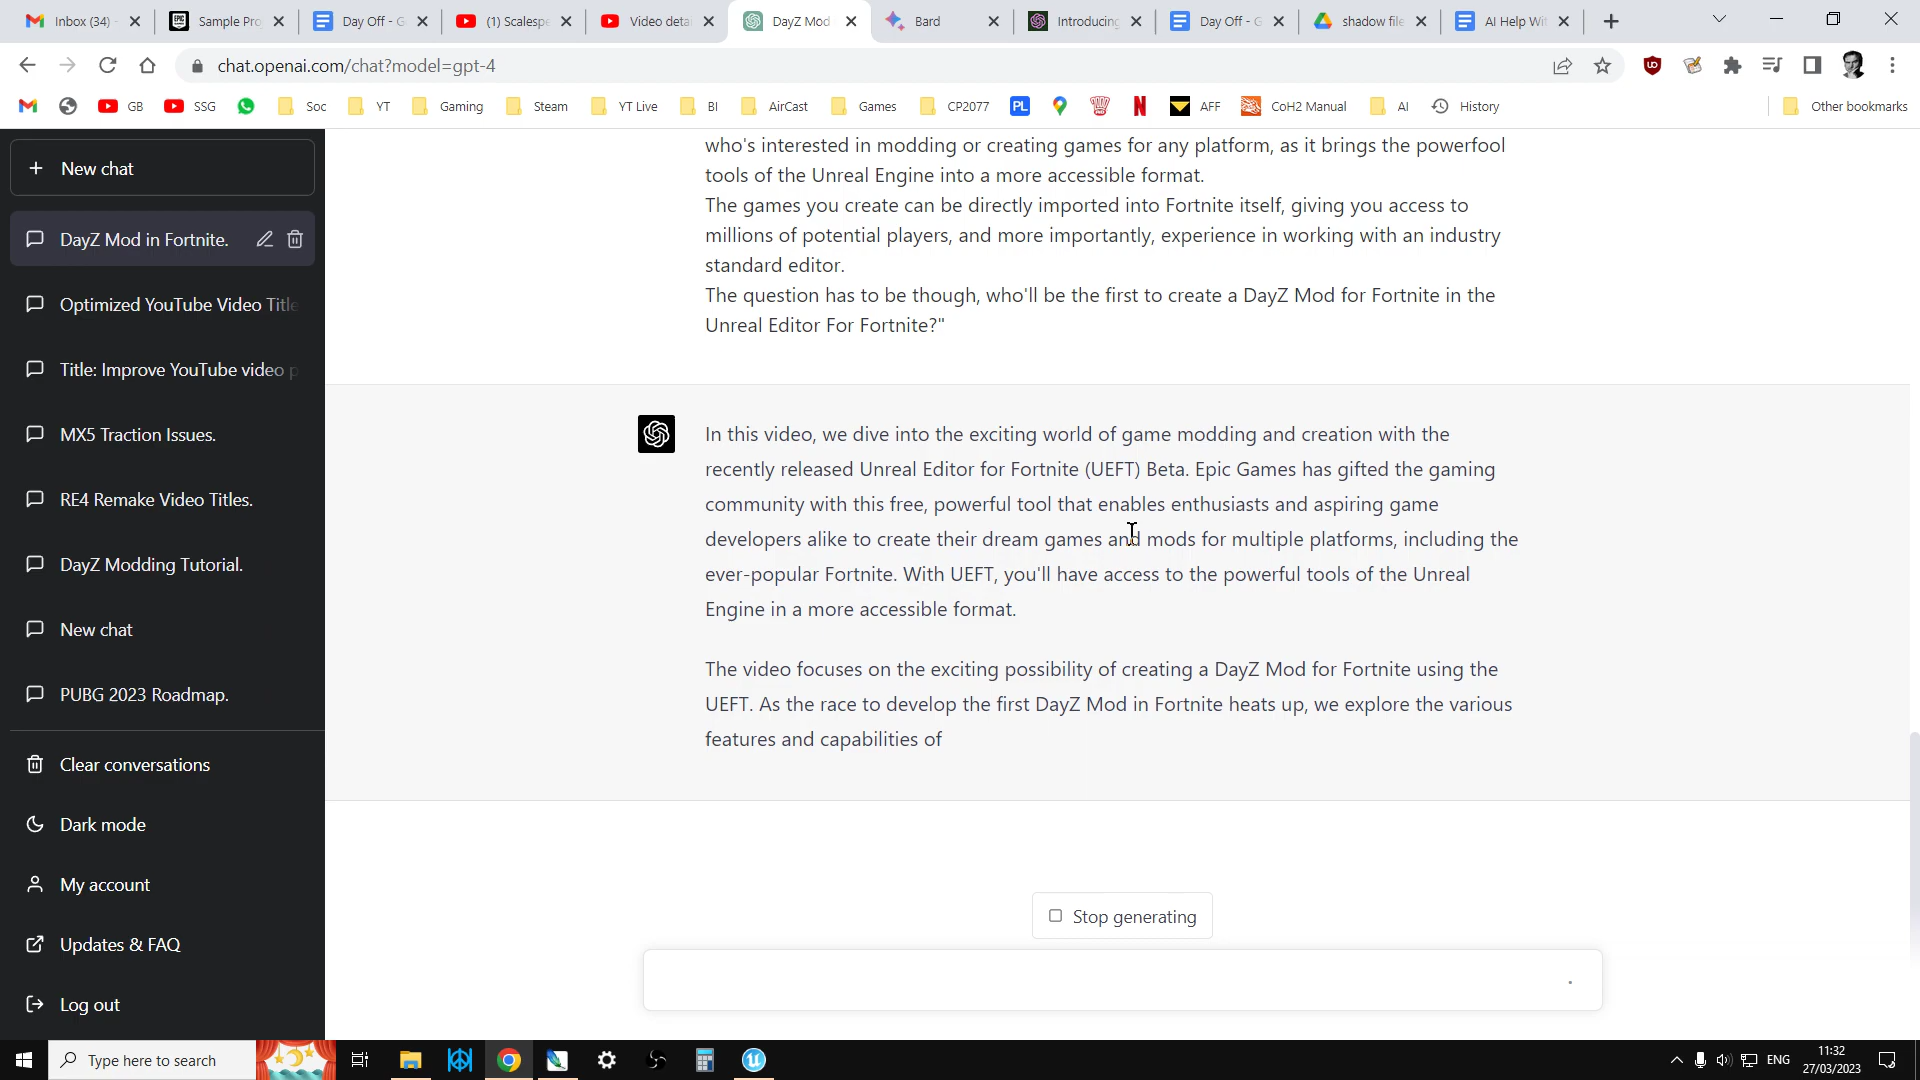 Inbox (34) -
Sample Pro
Day Off - G
(1) Scalespe
Video detai
DayZ Mod
Bard
Introducing
Day Off - G
shadow file
AI Help Wit
chat.openai.com/chat?model=gpt-4
GB
SSG
Soc
YT
Gaming
Steam
YT Live
BI
AirCast
Games
CP2077
PL
AFF
CoH2 Manual
AI
History
Other bookmarks
New chat
DayZ Mod in Fortnite.
Optimized YouTube Video Title
Title: Improve YouTube video p
MX5 Traction Issues.
RE4 Remake Video Titles.
DayZ Modding Tutorial.
New chat
PUBG 2023 Roadmap.
Clear conversations
Dark mode
My account
Updates & FAQ
Log out
who's interested in modding or creating games for any platform, as it brings the powerfool
tools of the Unreal Engine into a more accessible format.
The games you create can be directly imported into Fortnite itself, giving you access to
millions of potential players, and more importantly, experience in working with an industry
standard editor.
The question has to be though, who'll be the first to create a DayZ Mod for Fortnite in the
Unreal Editor For Fortnite?"
In this video, we dive into the exciting world of game modding and creation with the
recently released Unreal Editor for Fortnite (UEFT) Beta. Epic Games has gifted the gaming
community with this free, powerful tool that enables enthusiasts and aspiring game
developers alike to create their dream games and mods for multiple platforms, including the
ever-popular Fortnite. With UEFT, you'll have access to the powerful tools of the Unreal
Engine in a more accessible format.
The video focuses on the exciting possibility of creating a DayZ Mod for Fortnite using the
UEFT. As the race to develop the first DayZ Mod in Fortnite heats up, we explore the various
features and capabilities of
Stop generating
Type here to search
ENG
11:32
27/03/2023